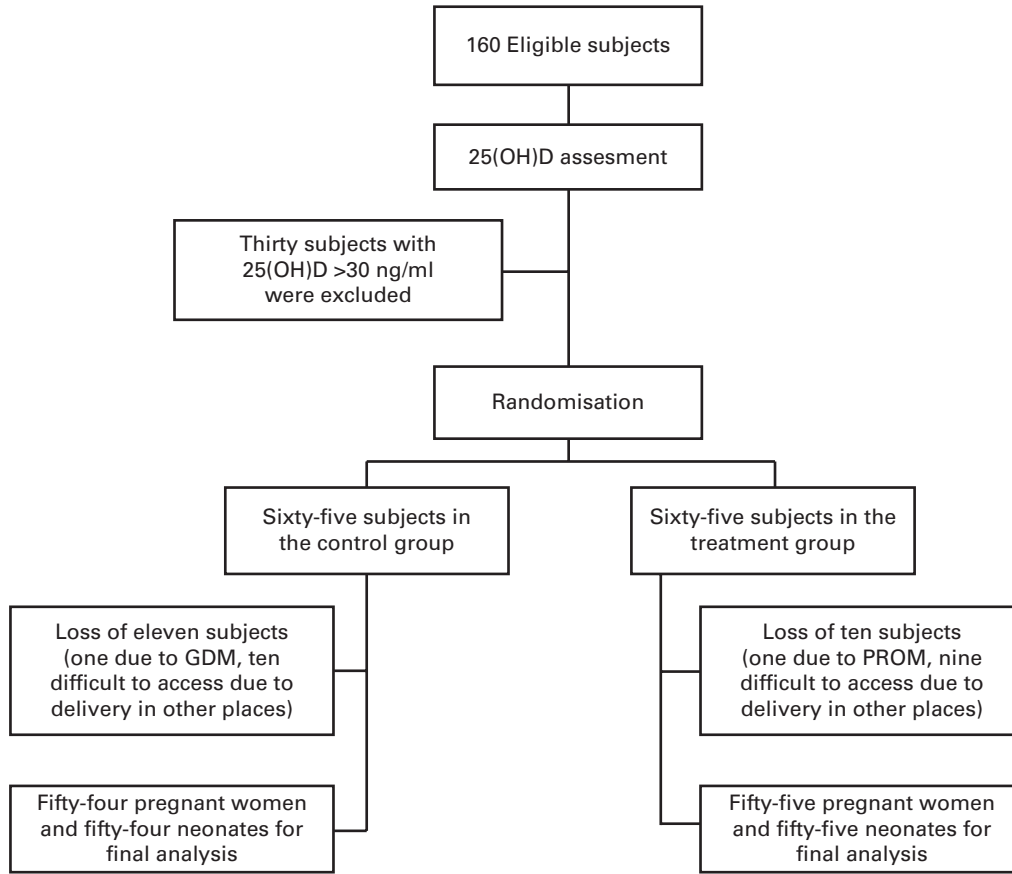 160 Eligible subjects
25(OH)D assesment
Thirty subjects with
25(OH)D >30 ng/ml
were excluded
Randomisation
Sixty-five subjects in
the control group
Sixty-five subjects in the
treatment group
Loss of eleven subjects
(one due to GDM, ten
difficult to access due to
delivery in other places)
Loss of ten subjects
(one due to PROM, nine
difficult to access due to
delivery in other places)
Fifty-four pregnant women
and fifty-four neonates for
final analysis
Fifty-five pregnant women
and fifty-five neonates for
final analysis